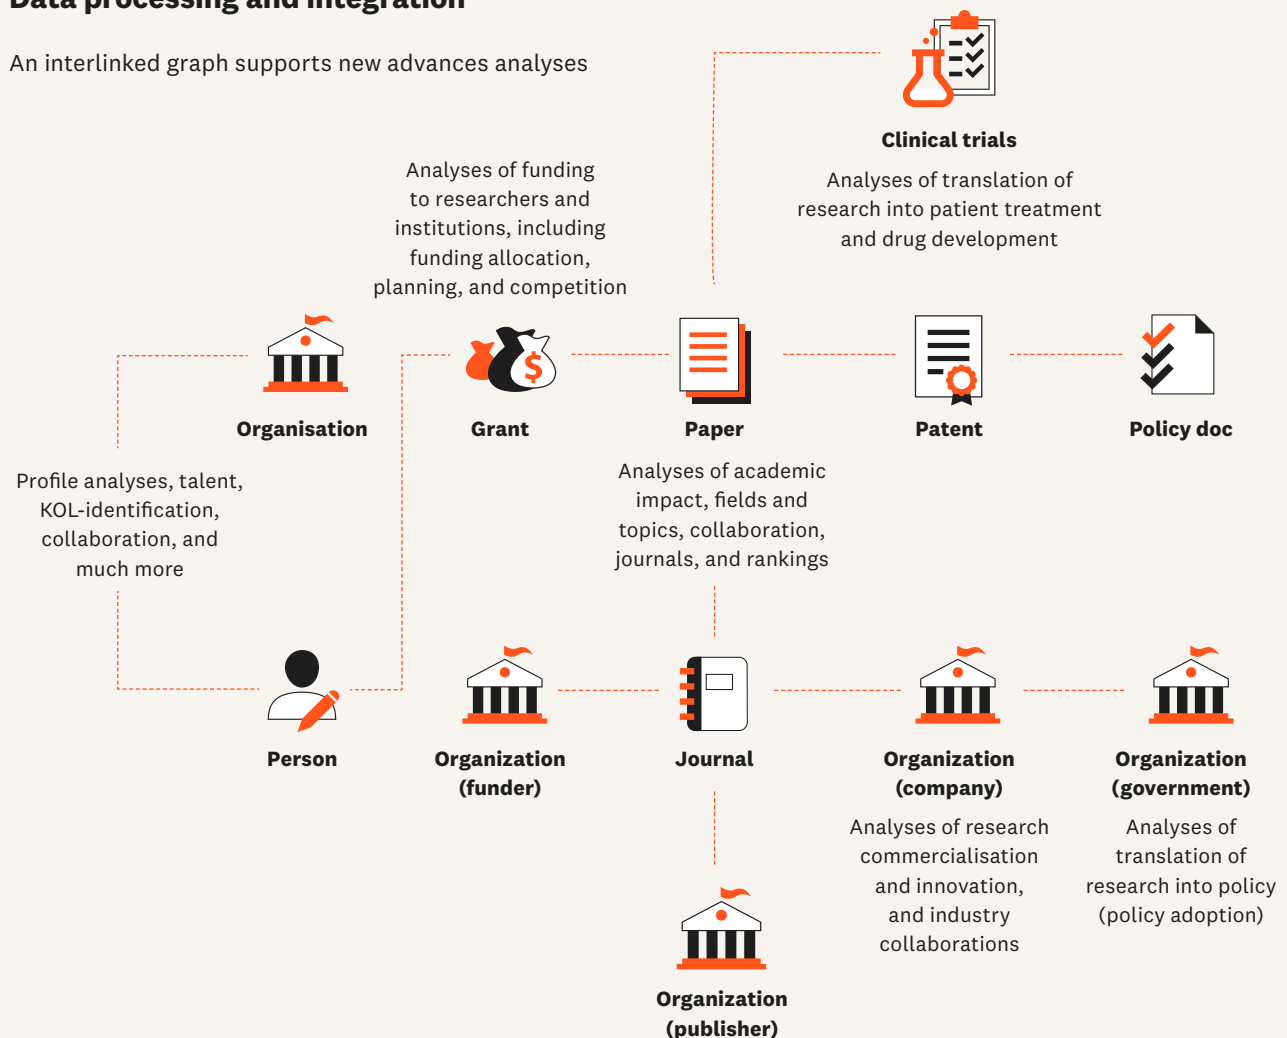 Data processing and integration
An interlinked graph supports new advances analyses
Clinical trials
Analyses of translation of
research into patient treatment
and drug development
Analyses of funding
to researchers and
institutions, including
funding allocation,
planning, and competition
Organisation
Grant
$
Paper
Patent
Policy doc
Profile analyses, talent,
KOL-identification,
collaboration, and
much more
Analyses of academic
impact, fields and
topics, collaboration,
journals, and rankings
Person
Organization
(funder)
Journal
Organization
(company)
Analyses of research
commercialisation
and innovation,
and industry
collaborations
Organization
(government)
Analyses of
translation of
research into policy
(policy adoption)
Organization
(publisher)